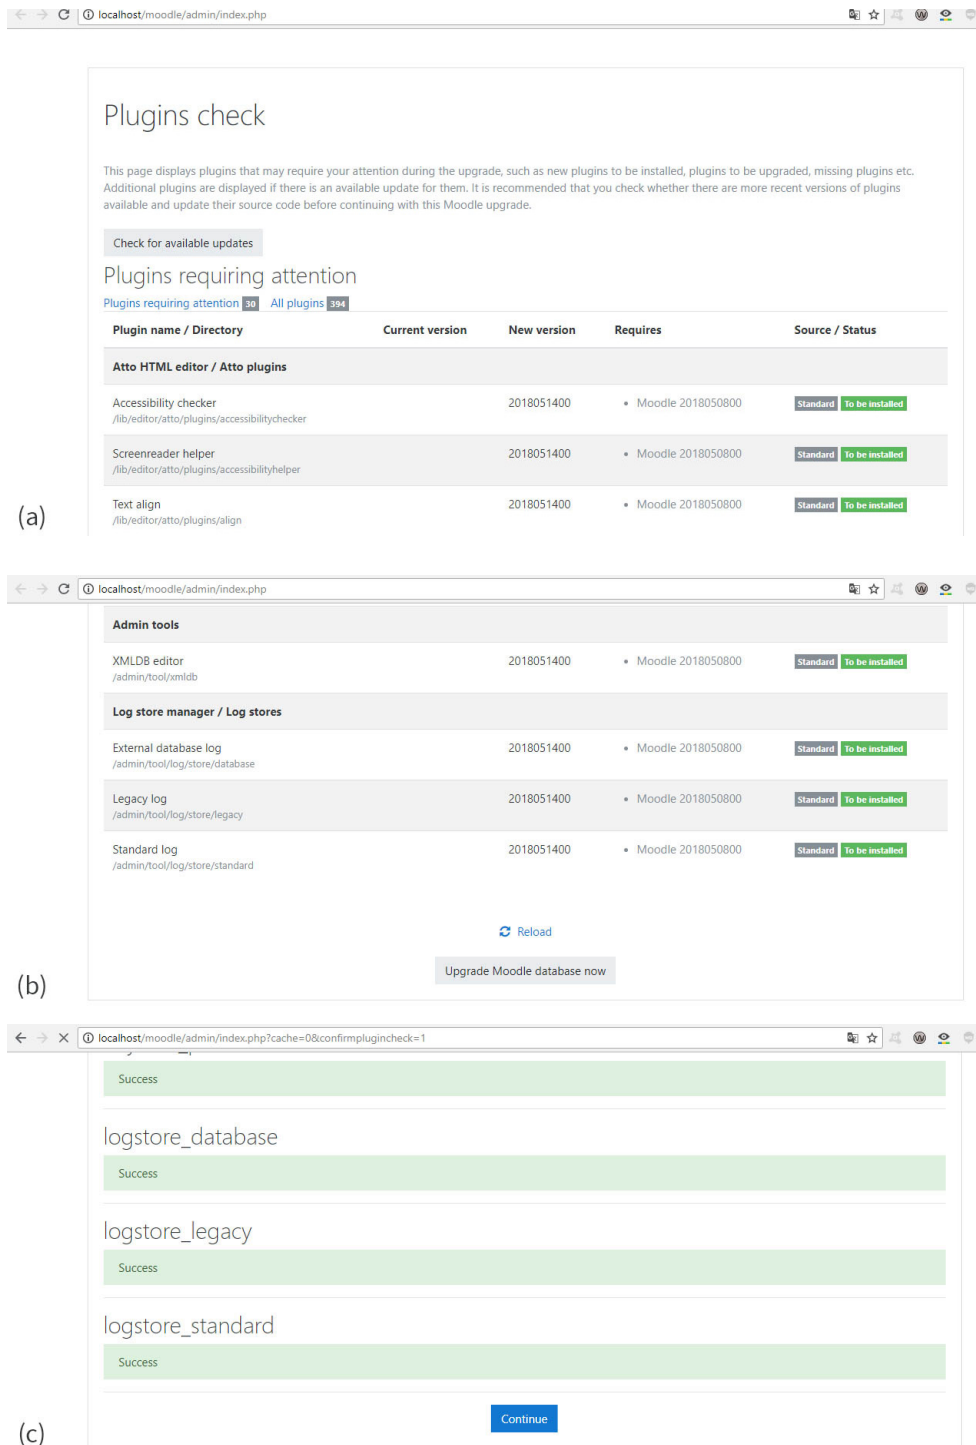 localhost/moodle/admin/index.php
Plugins check
This page displays plugins that may require your attention during the upgrade, such as new plugins to be installed, plugins to be upgraded, missing plugins etc.
Additional plugins are displayed if there is an available update for them. It is recommended that you check whether there are more recent versions of plugins
available and update their source code before continuing with this Moodle upgrade.
Check for available updates
Plugins requiring attention
Plugins requiring attention 30 All plugins 394
Plugin name / Directory Current version New version Requires Source / Status
Atto HTML editor / Atto plugins
Accessibility checker 2018051400 • Moodle 2018050800 Standard To be installed
/lib/editor/atto/plugins/accessibilitychecker
Screenreader helper 2018051400 • Moodle 2018050800 Standard To be installed
/lib/editor/atto/plugins/accessibilityhelper
Text align 2018051400 • Moodle 2018050800 Standard To be installed
/lib/editor/atto/plugins/align
(a)
localhost/moodle/admin/index.php
Admin tools
XMLDB editor 2018051400 • Moodle 2018050800 Standard To be installed
/admin/tool/xmldb
Log store manager / Log stores
External database log 2018051400 • Moodle 2018050800 Standard To be installed
/admin/tool/log/store/database
Legacy log 2018051400 • Moodle 2018050800 Standard To be installed
/admin/tool/log/store/legacy
Standard log 2018051400 • Moodle 2018050800 Standard To be installed
/admin/tool/log/store/standard
Reload
Upgrade Moodle database now
(b)
localhost/moodle/admin/index.php?cache=0&confirmplugincheck=1
Success
logstore_database
Success
logstore_legacy
Success
logstore_standard
Success
Continue
(c)